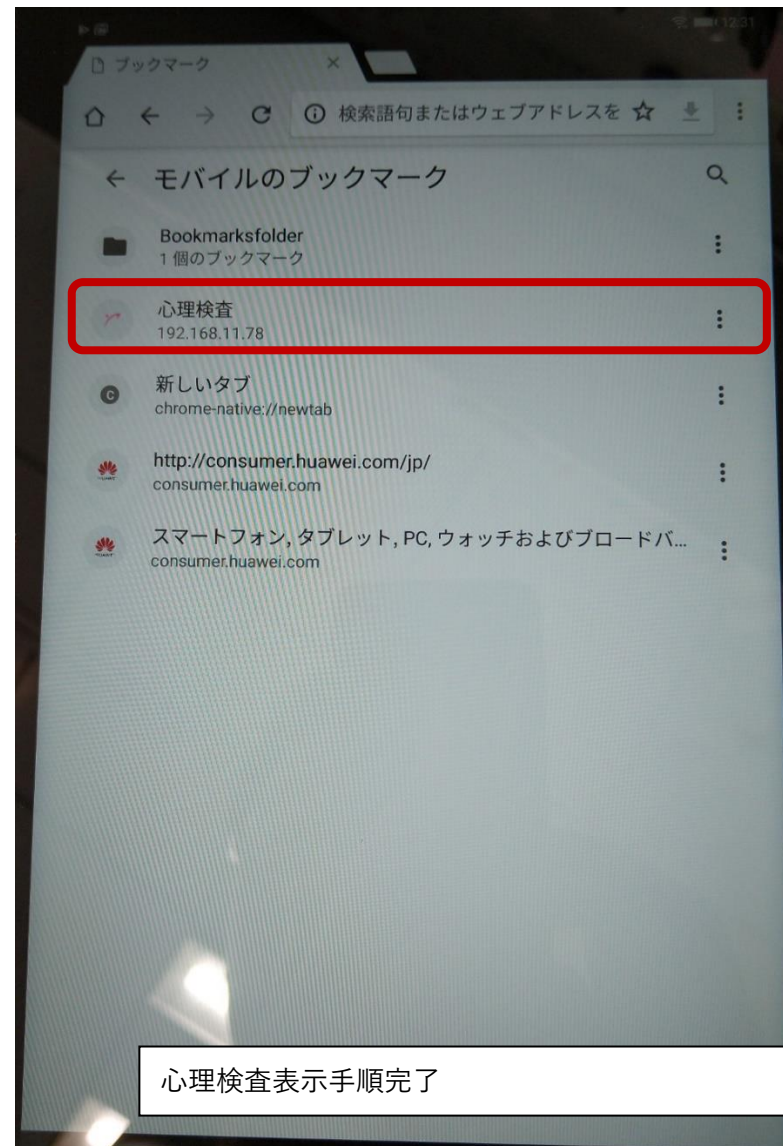 12:31
ブックマーク
検索語句またはウェブアドレスを
モバイルのブックマーク
Bookmarksfolder
1 個のブックマーク
心理検査
192.168.11.78
新しいタブ
chrome-native://newtab
http://consumer.huawei.com/jp/
consumer.huawei.com
スマートフォン, タブレット, PC, ウォッチおよびブロードバ...
consumer.huawei.com
心理検査表示手順完了